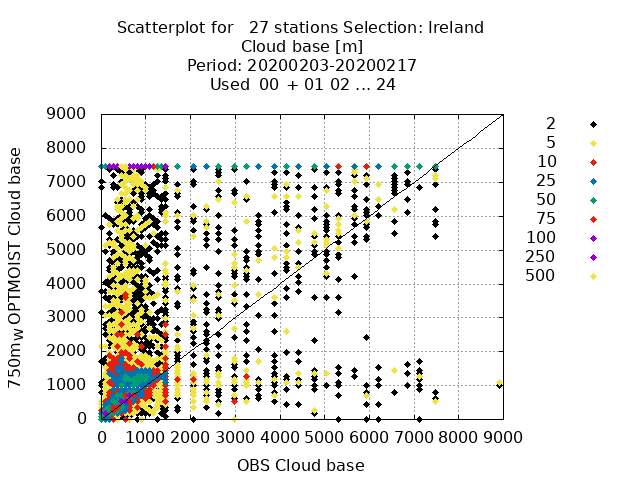 Scatterplot for 27 stations Selection: Ireland
Cloud base [m]
Period: 20200203-20200217
Used 00 + 01 02 ... 24
9000
8000
7000
6000
5000
4000
3000
2000
1000
0
750mw OPTMOIST Cloud base
0 1000 2000 3000 4000 5000 6000 7000 8000 9000
OBS Cloud base
2
5
10
25
50
75
100
250
500